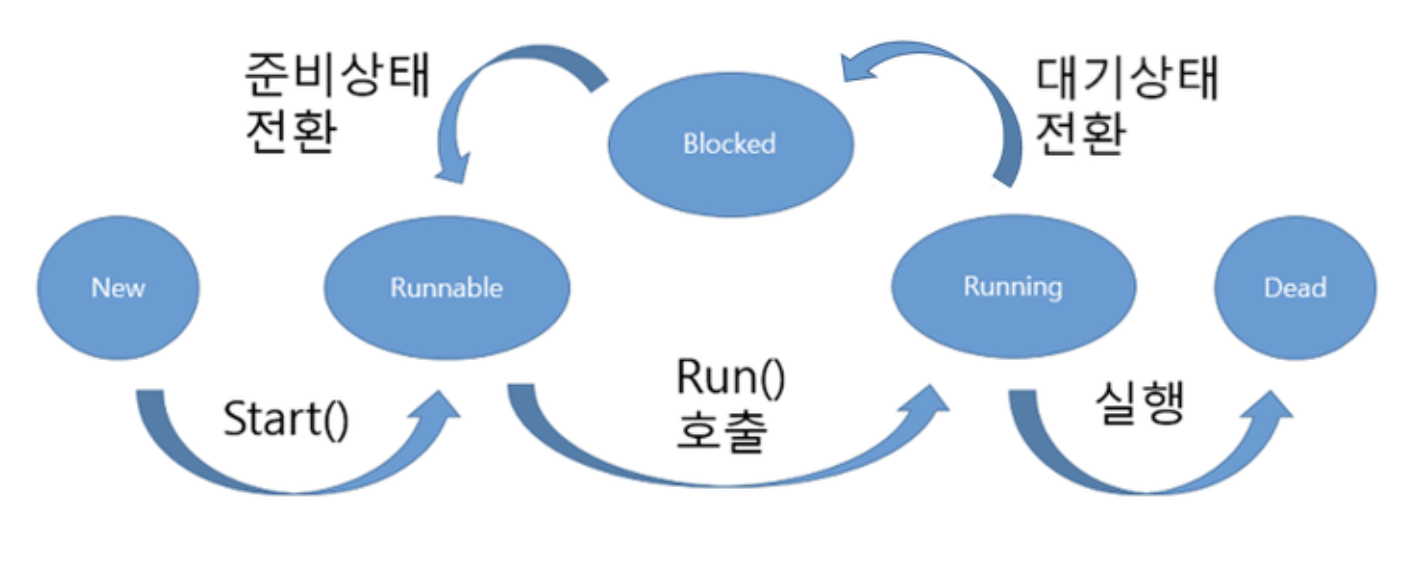 준비상태
전환
대기상태
전환
Blocked
New
Runnable
Running
Dead
Start()
Run()
호출
실행